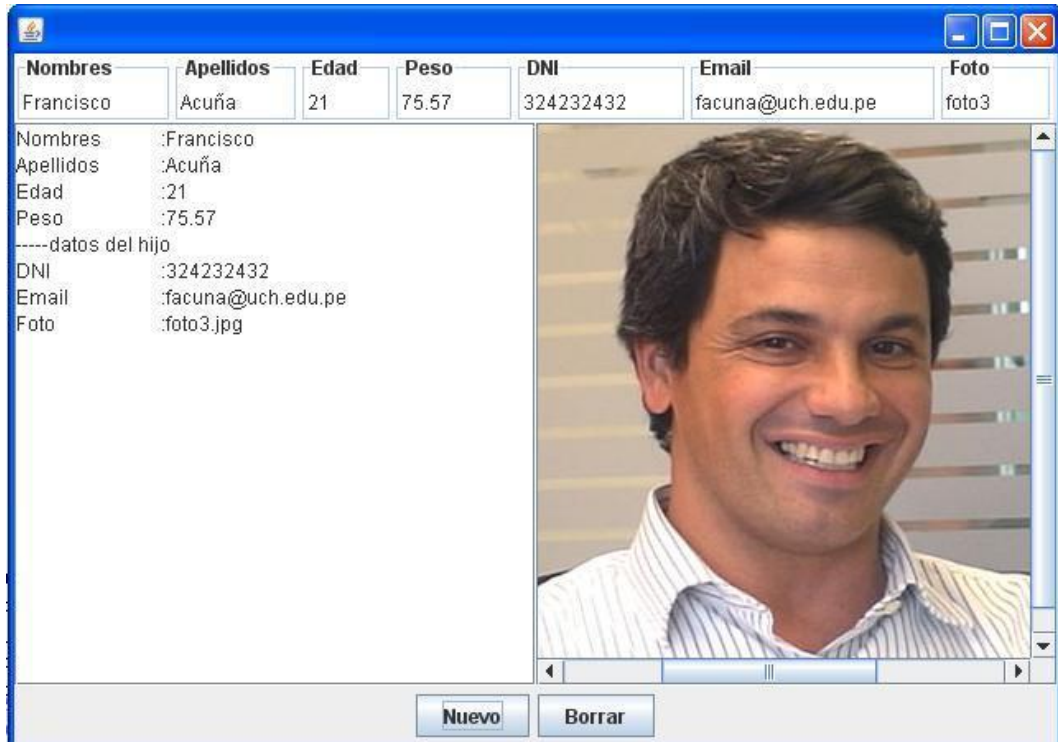 Nombres Apellidos Edad Peso DNI Email Foto
Francisco Acuña 21 75.57 324232432 facuna@uch.edu.pe foto3
Nombres :Francisco
Apellidos :Acuña
Edad :21
Peso :75.57
-----datos del hijo
DNI :324232432
Email :facuna@uch.edu.pe
Foto :foto3.jpg
Nuevo Borrar